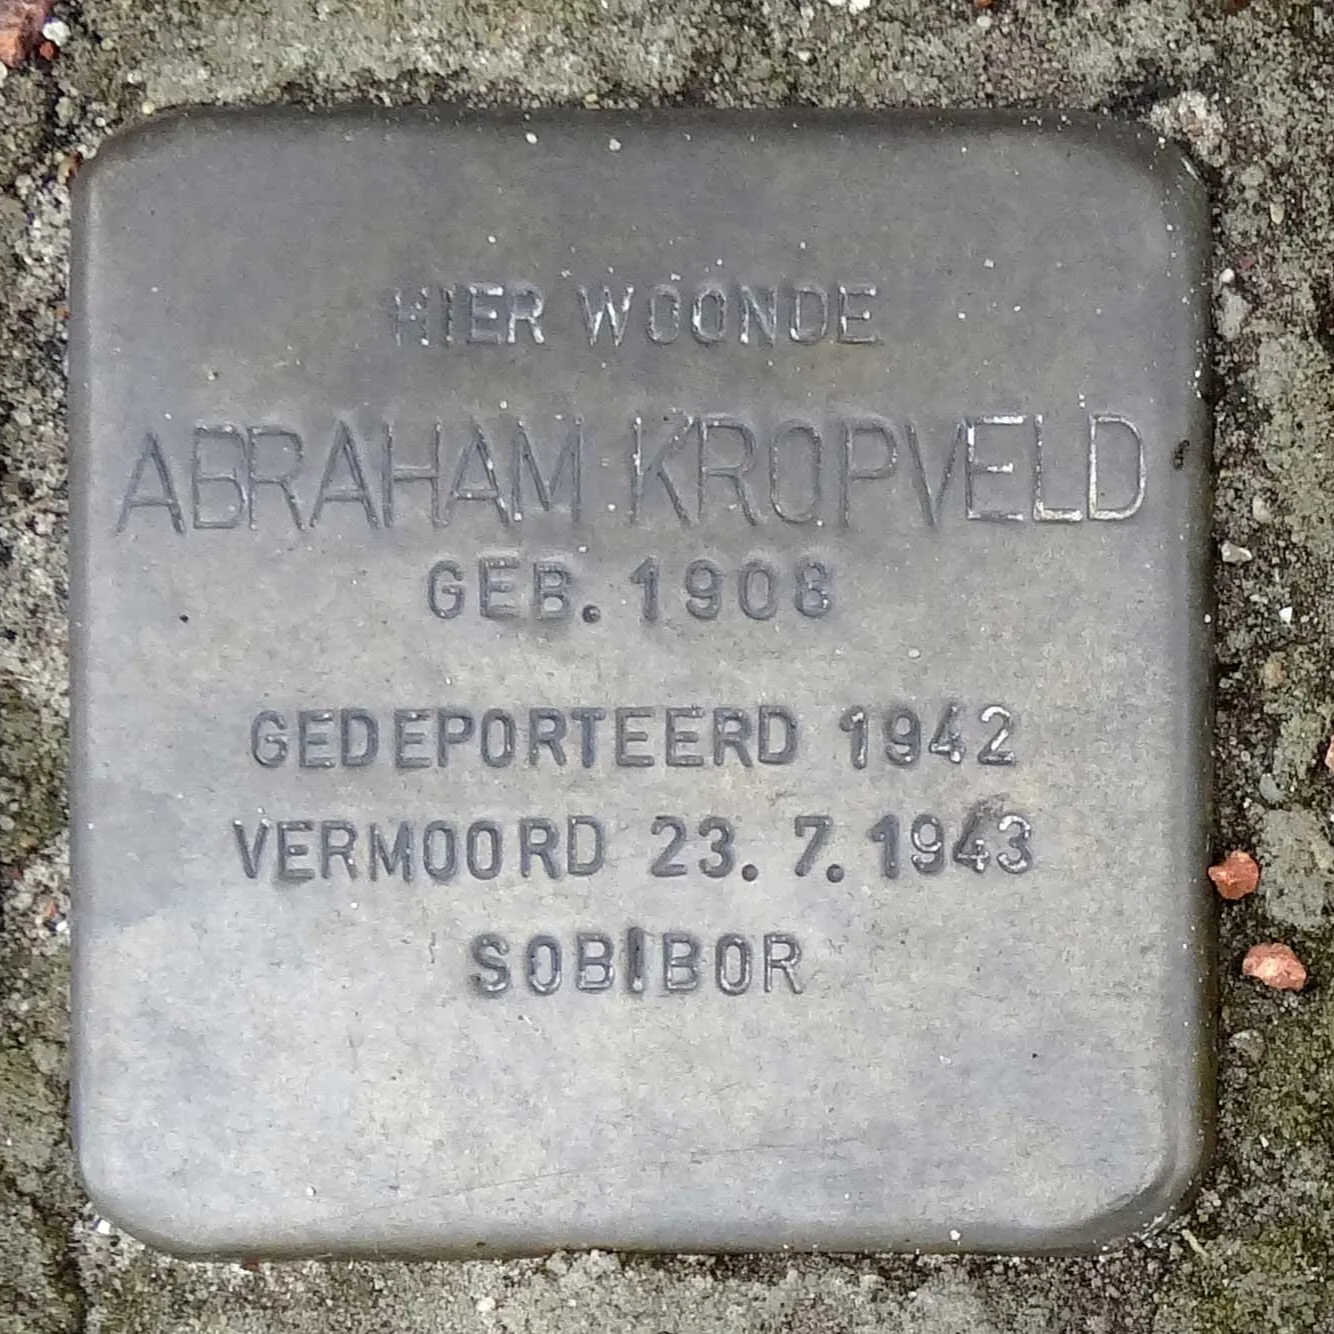 HIER WOONDE
ABRAHAM KROPVELD
GEB. 1908
GEDEPORTEERD 1942
VERMOORD 23.7.1943
SOBIBOR